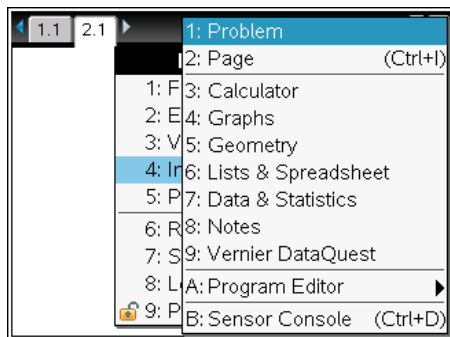 1.1 2.1
1: Problem
2: Page (Ctrl+I)
3: Calculator
4: Graphs
5: Geometry
6: Lists & Spreadsheet
7: Data & Statistics
8: Notes
9: Vernier DataQuest
A: Program Editor
B: Sensor Console (Ctrl+D)
1: F
2: E
3: V
4: In
5: P
6: R
7: S
8: L
9: P